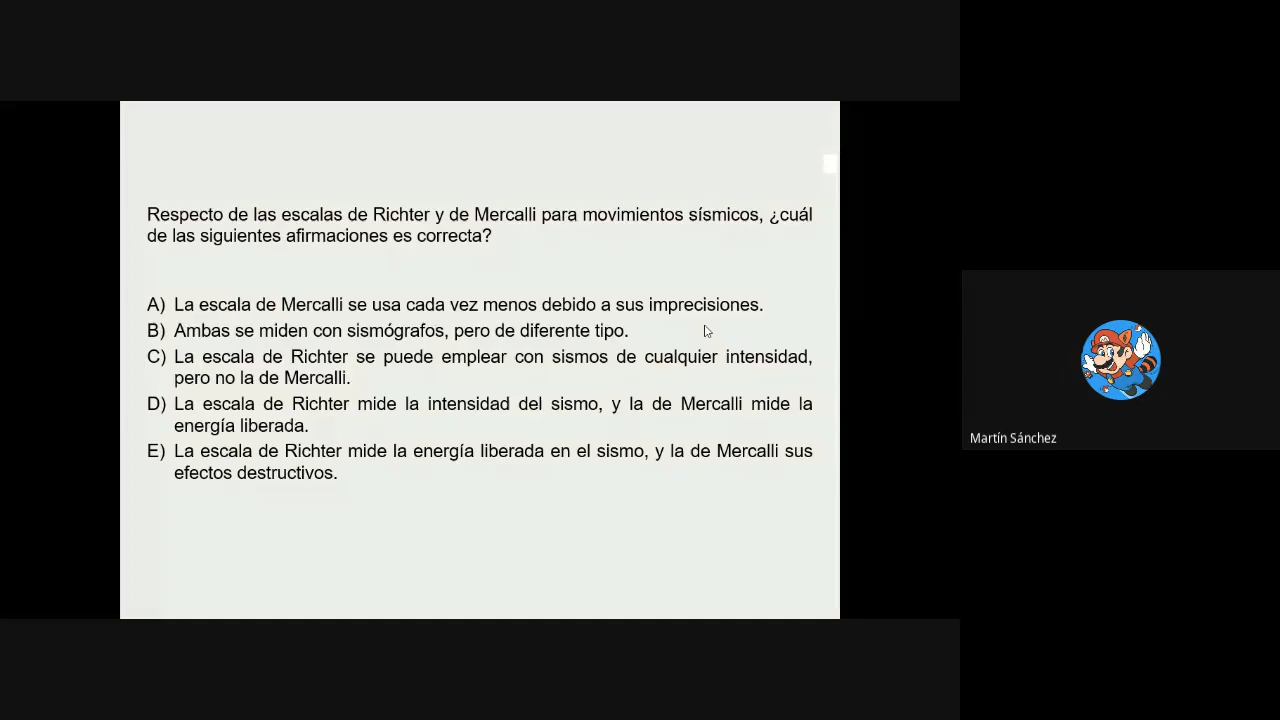 Respecto de las escalas de Richter y de Mercalli para movimientos sísmicos, ¿cuál
de las siguientes afirmaciones es correcta?
A) La escala de Mercalli se usa cada vez menos debido a sus imprecisiones.
B) Ambas se miden con sismógrafos, pero de diferente tipo.
C) La escala de Richter se puede emplear con sismos de cualquier intensidad,
pero no la de Mercalli.
D) La escala de Richter mide la intensidad del sismo, y la de Mercalli mide la
energía liberada.
E) La escala de Richter mide la energía liberada en el sismo, y la de Mercalli sus
efectos destructivos.
Martín Sánchez